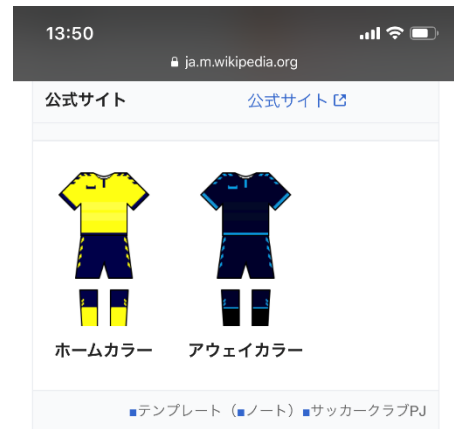 13:50
ja.m.wikipedia.org
公式サイト 公式サイト
ホームカラー アウェイカラー
■テンプレート（■ノート）■サッカークラブPJ